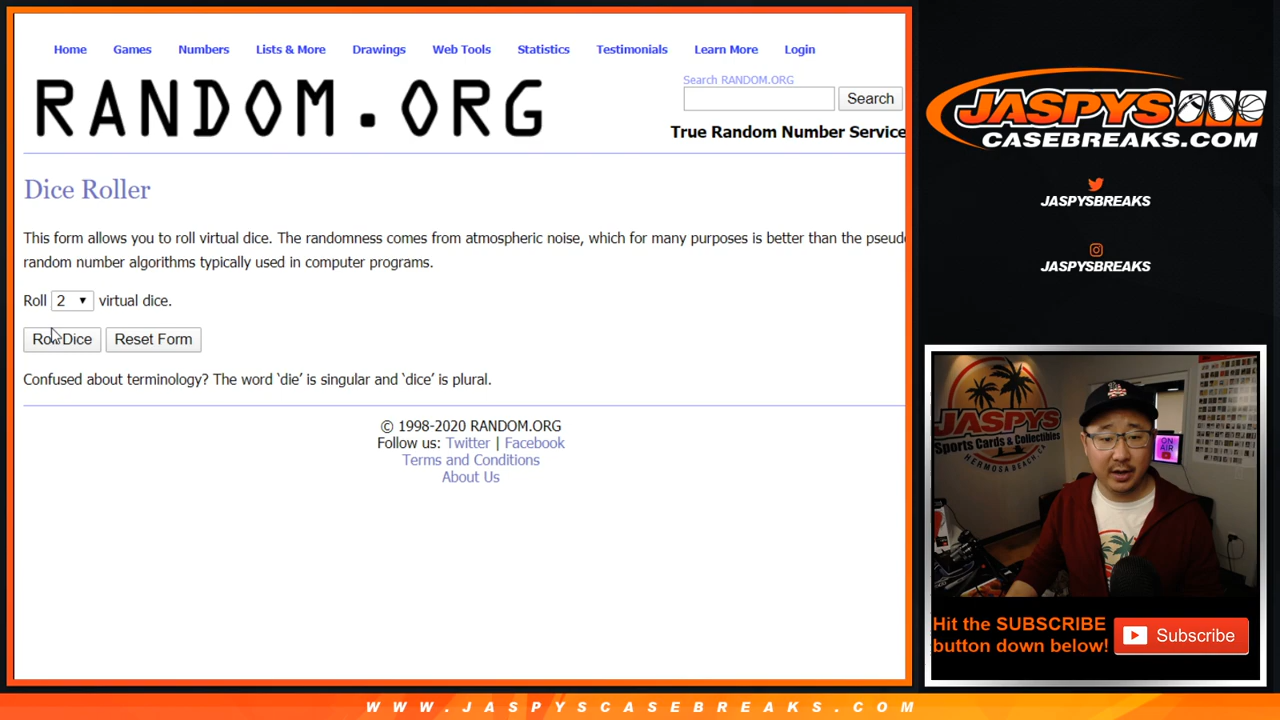 Home Games Numbers Lists & More Drawings Web Tools Statistics Testimonials Learn More Login
RANDOM.ORG
Search RANDOM.ORG
Search
True Random Number Service
Dice Roller
This form allows you to roll virtual dice. The randomness comes from atmospheric noise, which for many purposes is better than the pseudo
random number algorithms typically used in computer programs.
Roll 2 virtual dice.
Roll Dice Reset Form
Confused about terminology? The word ‘die’ is singular and ‘dice’ is plural.
© 1998-2020 RANDOM.ORG
Follow us: Twitter | Facebook
Terms and Conditions
About Us
JASPYS
CASEBREAKS.COM
JASPYSBREAKS
JASPYSBREAKS
JASPYS
Sports Cards & Collectibles
HERMOSA BEACH, CA
ON
AIR
Hit the SUBSCRIBE
button down below!
Subscribe
WWW.JASPYSCASEBREAKS.COM